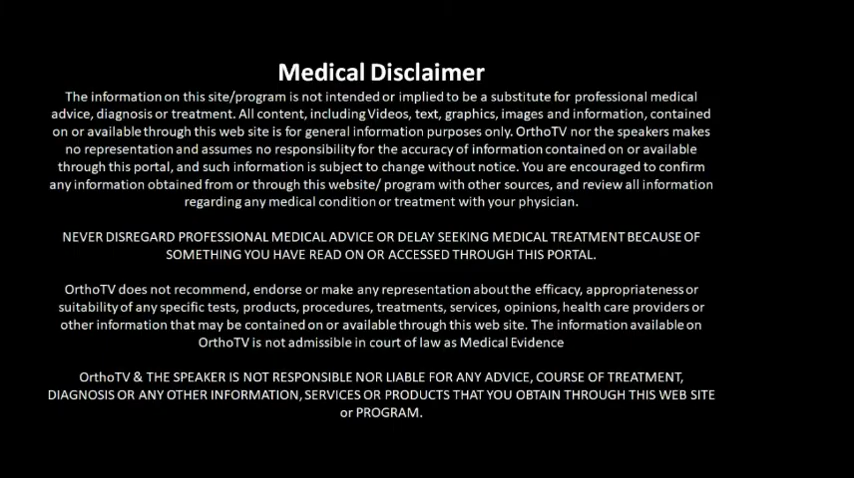 Medical Disclaimer
The information on this site/program is not intended or implied to be a substitute for professional medical
advice, diagnosis or treatment. All content, including Videos, text, graphics, images and information, contained
on or available through this web site is for general information purposes only. OrthoTV nor the speakers makes
no representation and assumes no responsibility for the accuracy of information contained on or available
through this portal, and such information is subject to change without notice. You are encouraged to confirm
any information obtained from or through this website/ program with other sources, and review all information
regarding any medical condition or treatment with your physician.
NEVER DISREGARD PROFESSIONAL MEDICAL ADVICE OR DELAY SEEKING MEDICAL TREATMENT BECAUSE OF
SOMETHING YOU HAVE READ ON OR ACCESSED THROUGH THIS PORTAL.
OrthoTV does not recommend, endorse or make any representation about the efficacy, appropriateness or
suitability of any specific tests, products, procedures, treatments, services, opinions, health care providers or
other information that may be contained on or available through this web site. The information available on
OrthoTV is not admissible in court of law as Medical Evidence
OrthoTV & THE SPEAKER IS NOT RESPONSIBLE NOR LIABLE FOR ANY ADVICE, COURSE OF TREATMENT,
DIAGNOSIS OR ANY OTHER INFORMATION, SERVICES OR PRODUCTS THAT YOU OBTAIN THROUGH THIS WEB SITE
or PROGRAM.